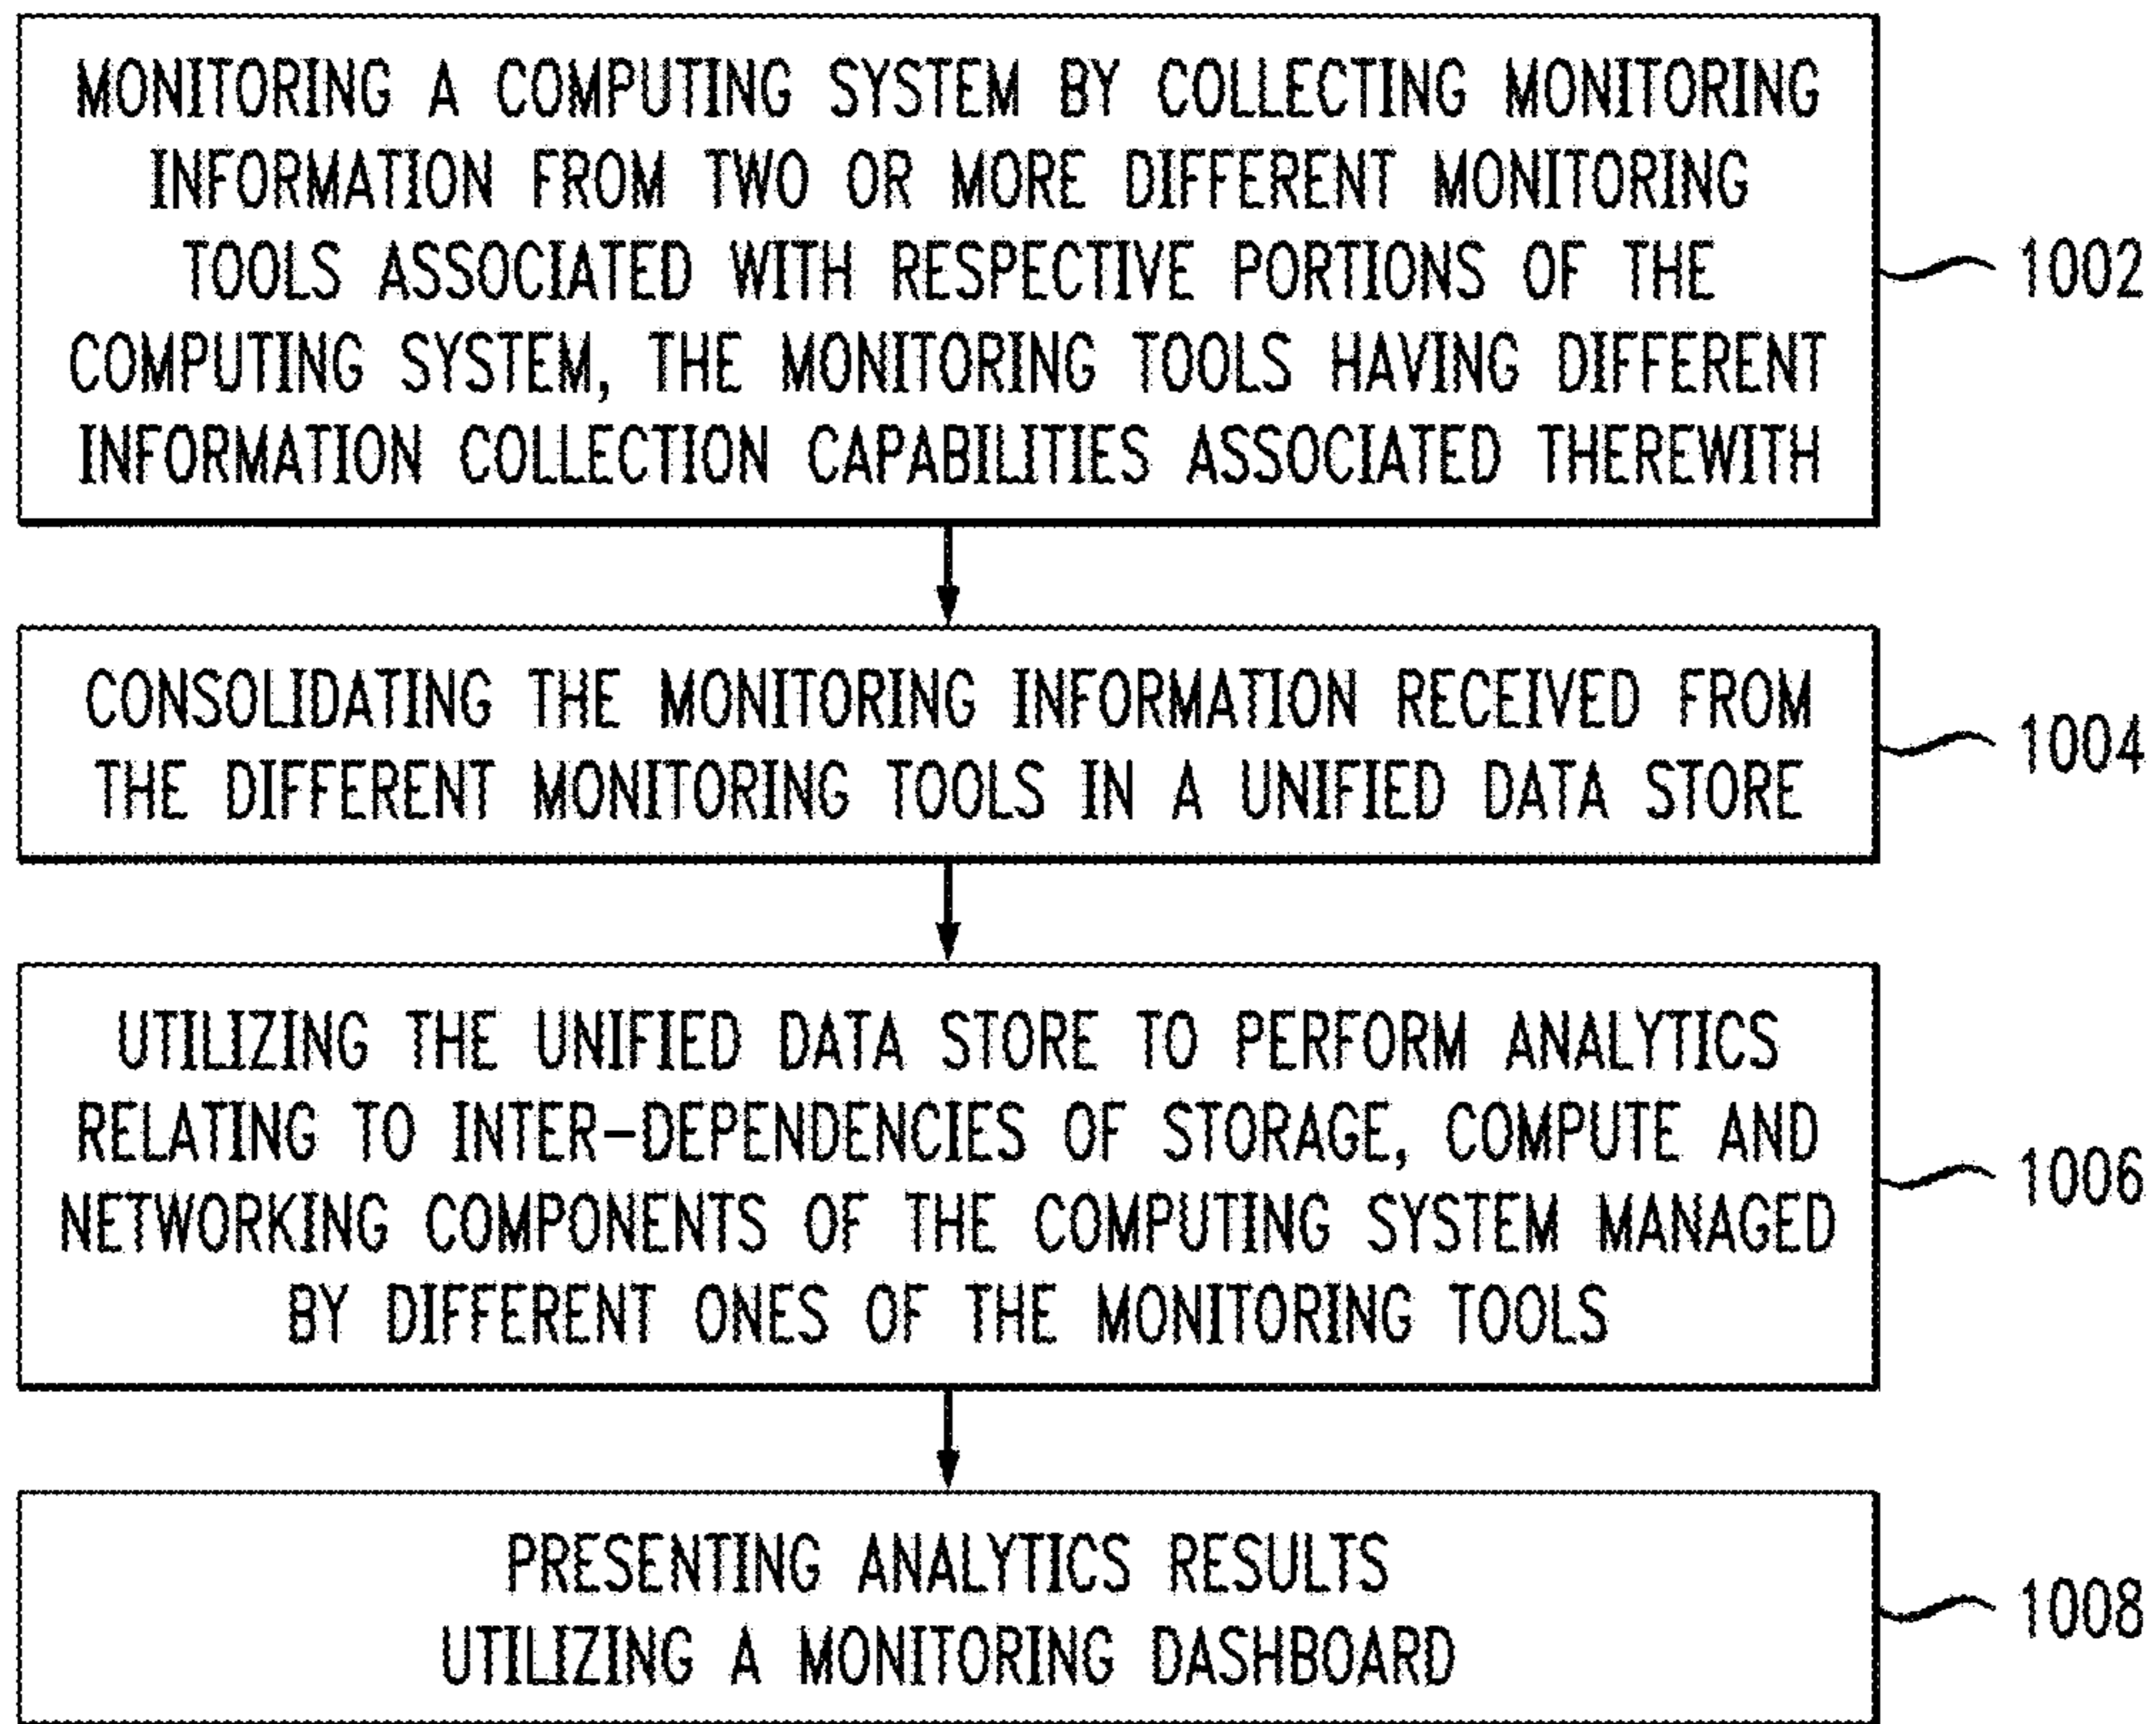 MONITORING A COMPUTING SYSTEM BY COLLECTING MONITORING
INFORMATION FROM TWO OR MORE DIFFERENT MONITORING
TOOLS ASSOCIATED WITH RESPECTIVE PORTIONS OF THE
COMPUTING SYSTEM, THE MONITORING TOOLS HAVING DIFFERENT
INFORMATION COLLECTION CAPABILITIES ASSOCIATED THEREWITH
1002
CONSOLIDATING THE MONITORING INFORMATION RECEIVED FROM
THE DIFFERENT MONITORING TOOLS IN A UNIFIED DATA STORE
1004
UTILIZING THE UNIFIED DATA STORE TO PERFORM ANALYTICS
RELATING TO INTER-DEPENDENCIES OF STORAGE, COMPUTE AND
NETWORKING COMPONENTS OF THE COMPUTING SYSTEM MANAGED
BY DIFFERENT ONES OF THE MONITORING TOOLS
1006
PRESENTING ANALYTICS RESULTS
UTILIZING A MONITORING DASHBOARD
1008